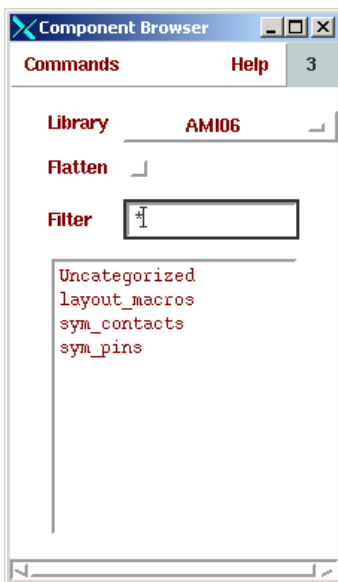 Component Browser
Commands Help 3
Library AMI06
Flatten
Filter *
Uncategorized
layout_macros
sym_contacts
sym_pins